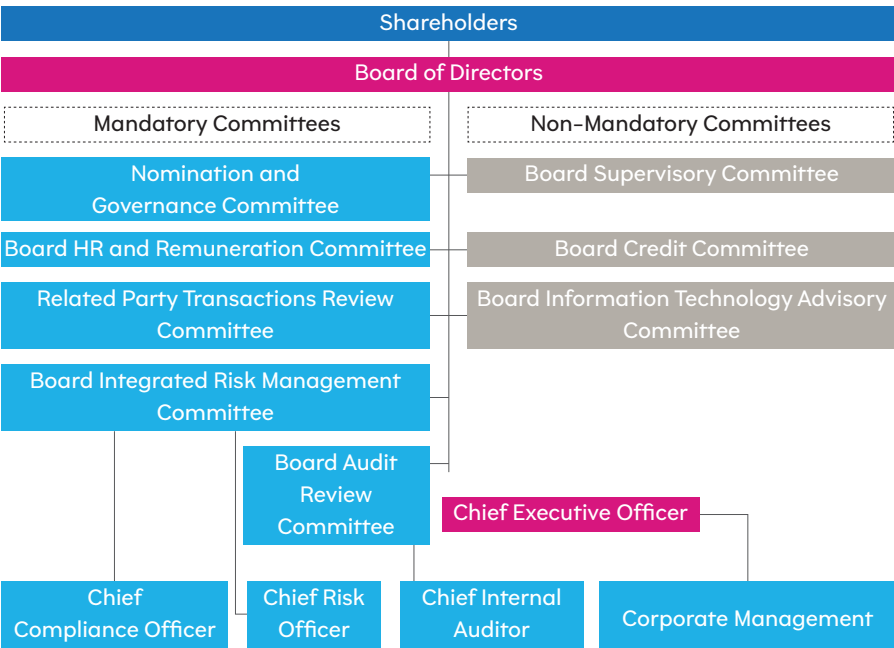 Shareholders
Board of Directors
Mandatory Committees
Non-Mandatory Committees
Nomination and
Governance Committee
Board Supervisory Committee
Board HR and Remuneration Committee
Board Credit Committee
Related Party Transactions Review
Committee
Board Information Technology Advisory
Committee
Board Integrated Risk Management
Committee
Board Audit
Review
Committee
Chief Executive Officer
Chief
Compliance Officer
Chief Risk
Officer
Chief Internal
Auditor
Corporate Management